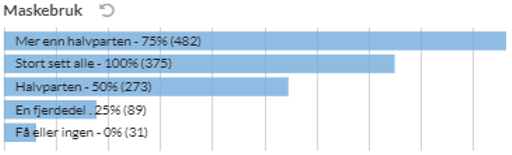 Maskebruk
Mer enn halvparten - 75% (482)
Stort sett alle - 100% (375)
Halvparten - 50% (273)
En fjerdedel . 25% (89)
Få eller ingen - 0% (31)